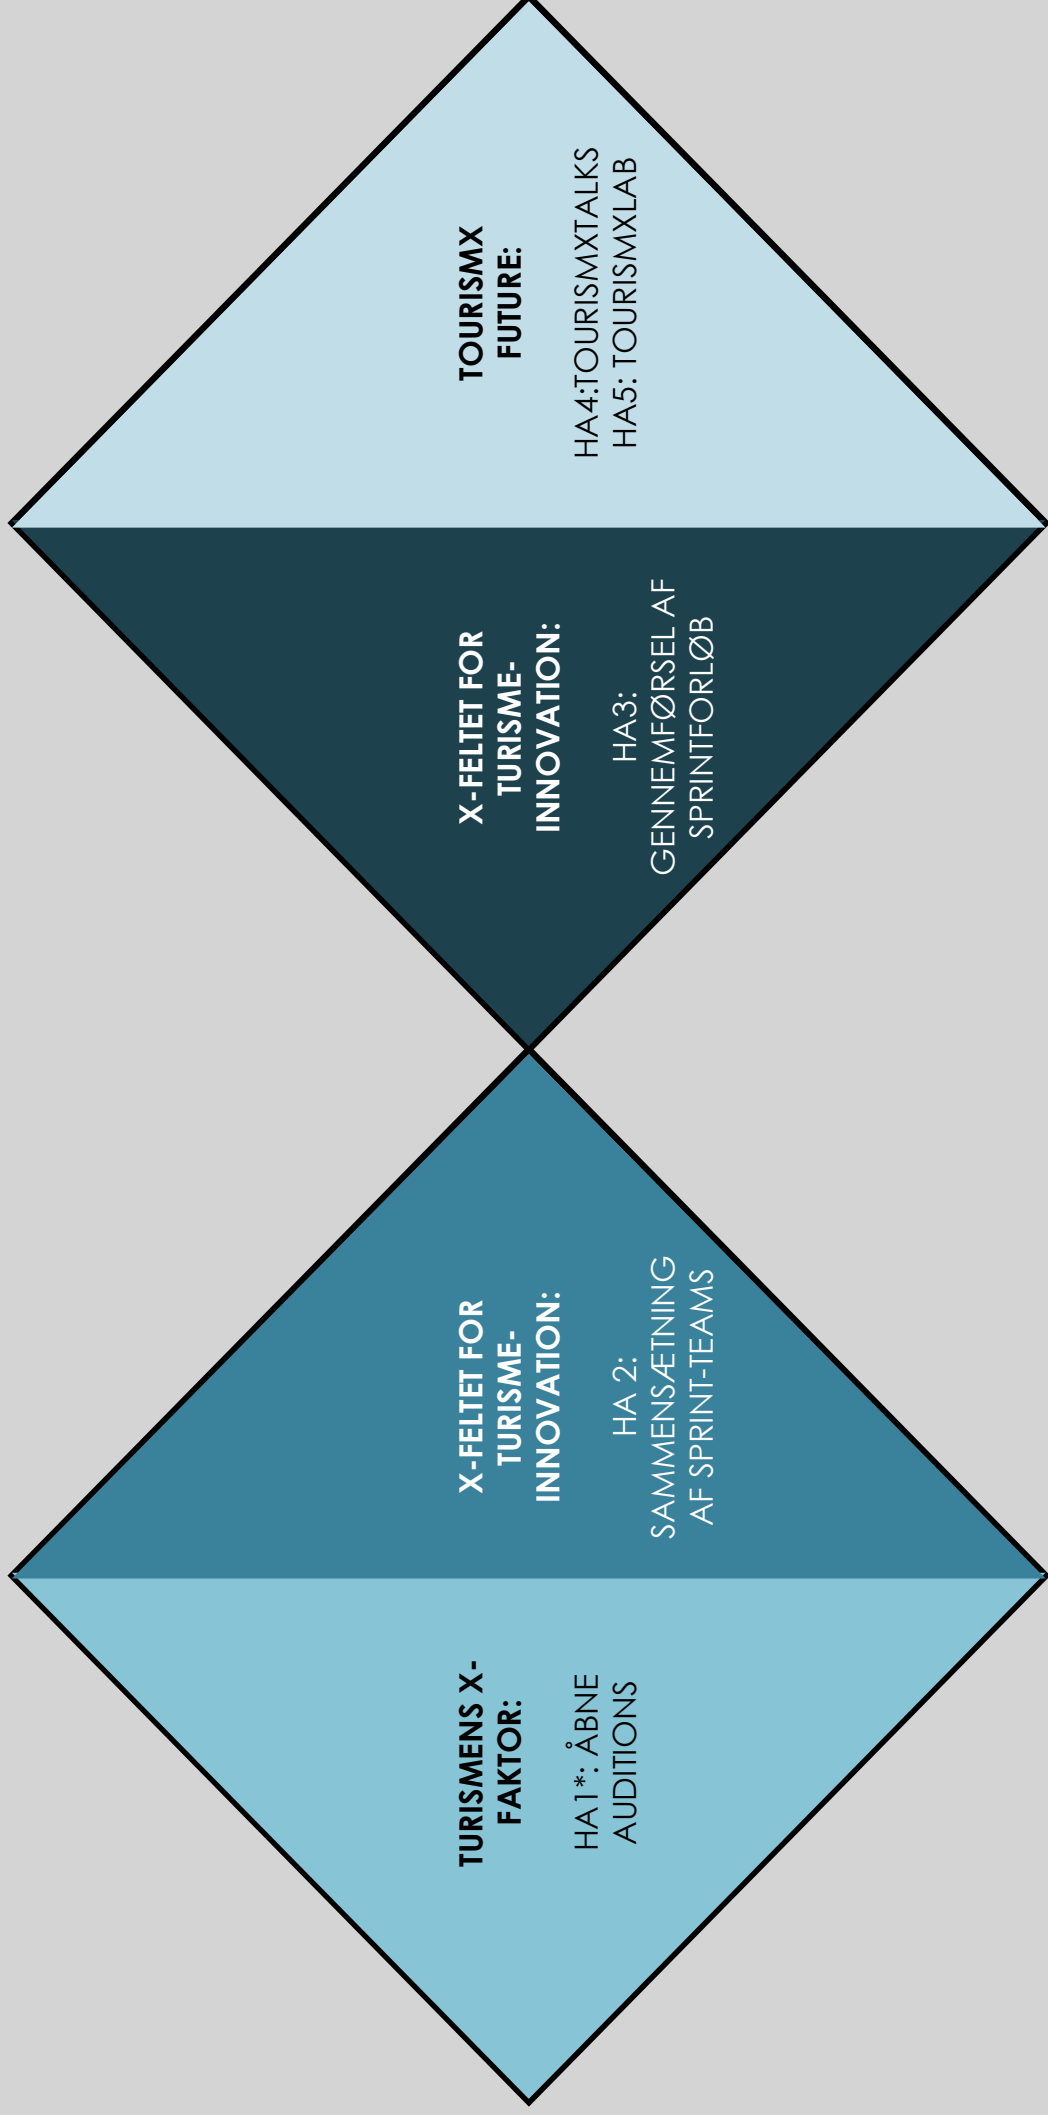 TURISMENS X-
FAKTOR:
HA1*: ÅBNE
AUDITIONS
X-FELTET FOR
TURISME-
INNOVATION:
HA 2:
SAMMENSÆTNING
AF SPRINT-TEAMS
X-FELTET FOR
TURISME-
INNOVATION:
HA3:
GENNEMFØRSEL AF
SPRINTFORLØB
TOURISMX
FUTURE:
HA4:TOURISMXTALKS
HA5: TOURISMXLAB